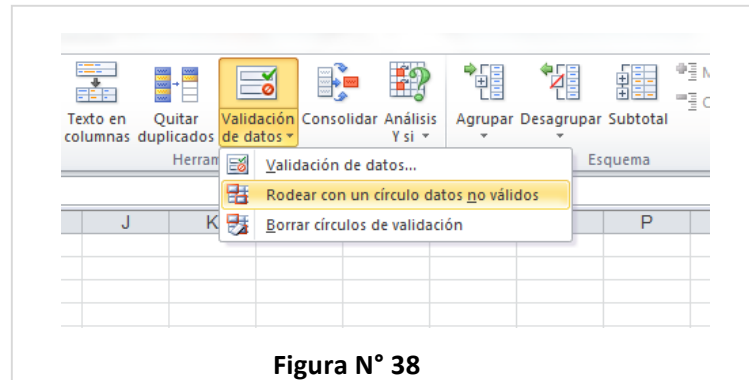 Texto en columnas
Quitar duplicados
Validación de datos
Consolidar
Análisis Y si
Agrupar
Desagrupar
Subtotal
Esquema
Validación de datos...
Rodear con un círculo datos no válidos
Borrar círculos de validación
J K P
Figura N° 38